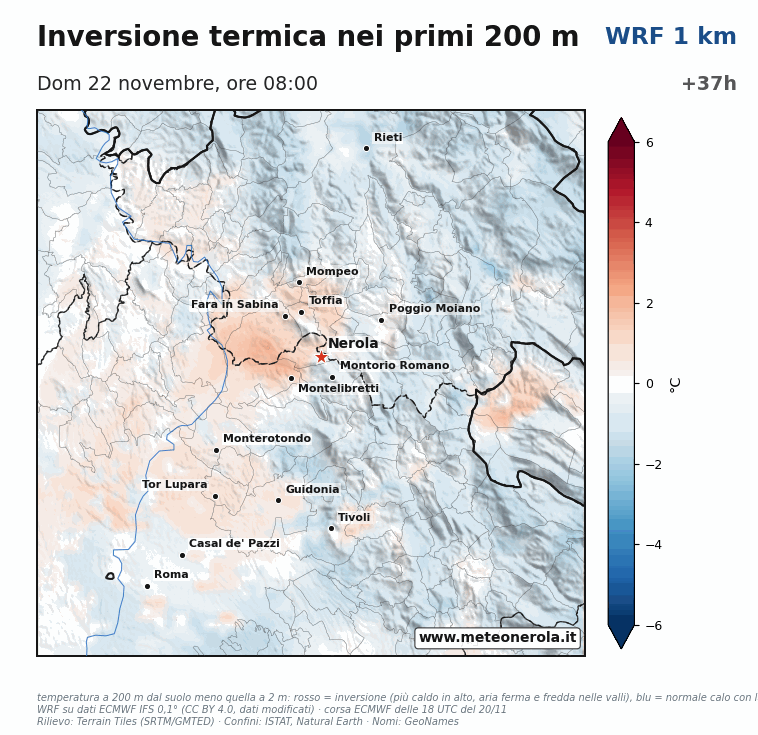 Inversione termica nei primi 200 m
WRF 1 km
Dom 22 novembre, ore 08:00
+37h
Rieti
Mompeo
Fara in Sabina
Toffia
Poggio Moiano
Nerola
Montorio Romano
Montelibretti
Monterotondo
Tor Lupara
Guidonia
Tivoli
Casal de' Pazzi
Roma
www.meteonerola.it
6
4
2
0
−2
−4
−6
°C
temperatura a 200 m dal suolo meno quella a 2 m: rosso = inversione (più caldo in alto, aria ferma e fredda nelle valli), blu = normale calo con
WRF su dati ECMWF IFS 0,1° (CC BY 4.0, dati modificati) · corsa ECMWF delle 18 UTC del 20/11
Rilievo: Terrain Tiles (SRTM/GMTED) · Confini: ISTAT, Natural Earth · Nomi: GeoNames